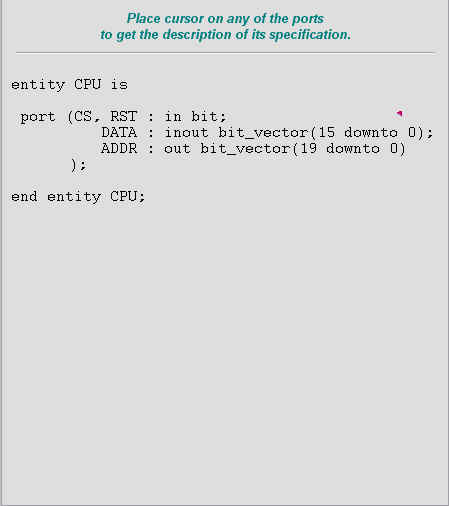 Place cursor on any of the ports
to get the description of its specification.
entity CPU is
port (CS, RST : in bit;
DATA : inout bit_vector(15 downto 0);
ADDR : out bit_vector(19 downto 0)
);
end entity CPU;